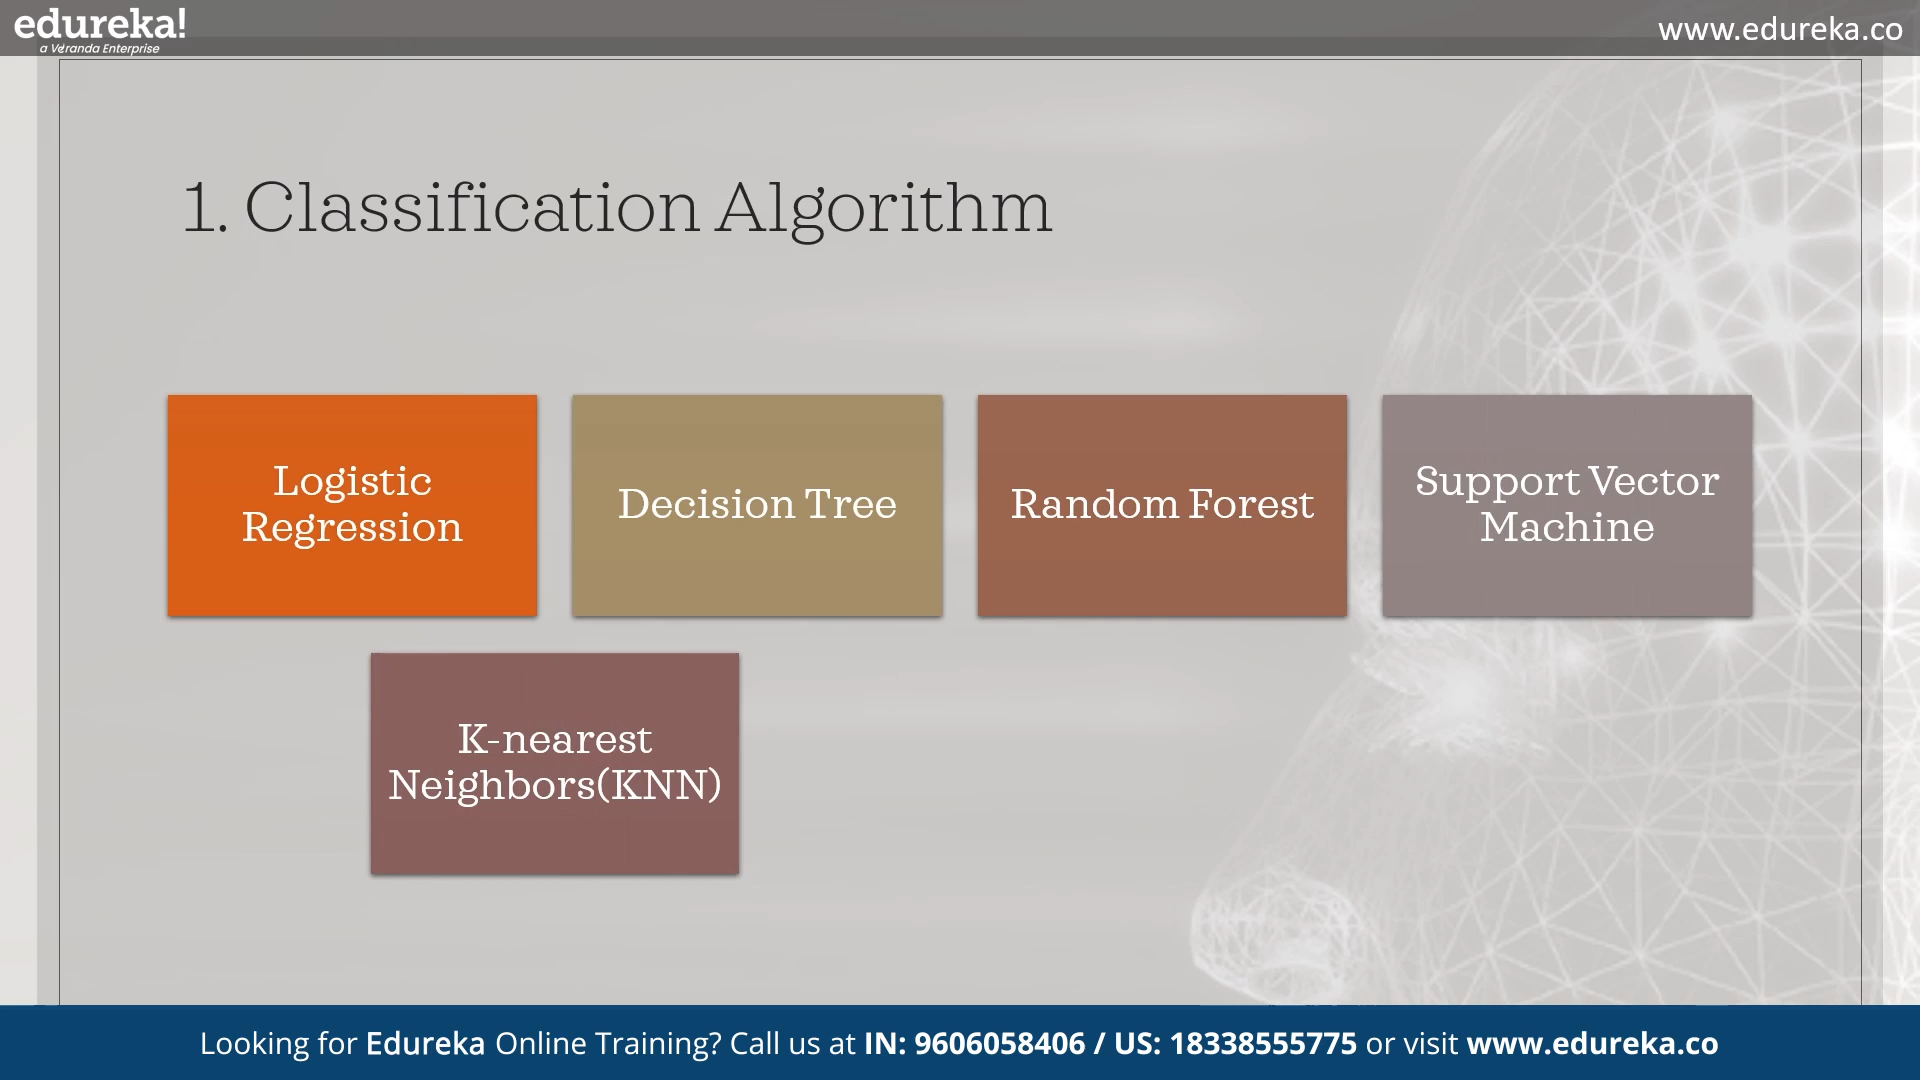 edureka!
a Veranda Enterprise
www.edureka.co
1. Classification Algorithm
Logistic
Regression
Decision Tree
Random Forest
Support Vector
Machine
K-nearest
Neighbors(KNN)
Looking for Edureka Online Training? Call us at IN: 9606058406 / US: 18338555775 or visit www.edureka.co